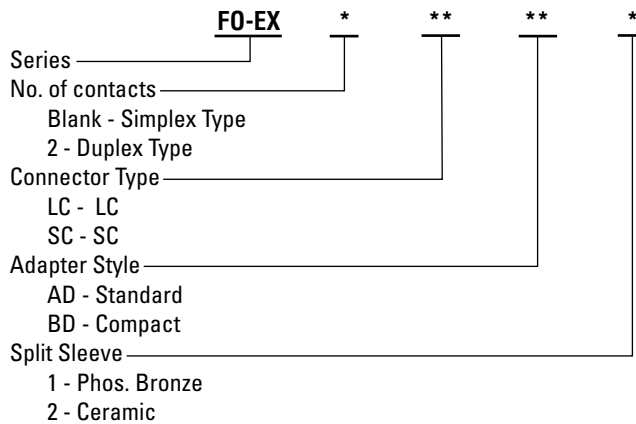 FO-EX * ** ** *
Series
No. of contacts
Blank - Simplex Type
2 - Duplex Type
Connector Type
LC - LC
SC - SC
Adapter Style
AD - Standard
BD - Compact
Split Sleeve
1 - Phos. Bronze
2 - Ceramic